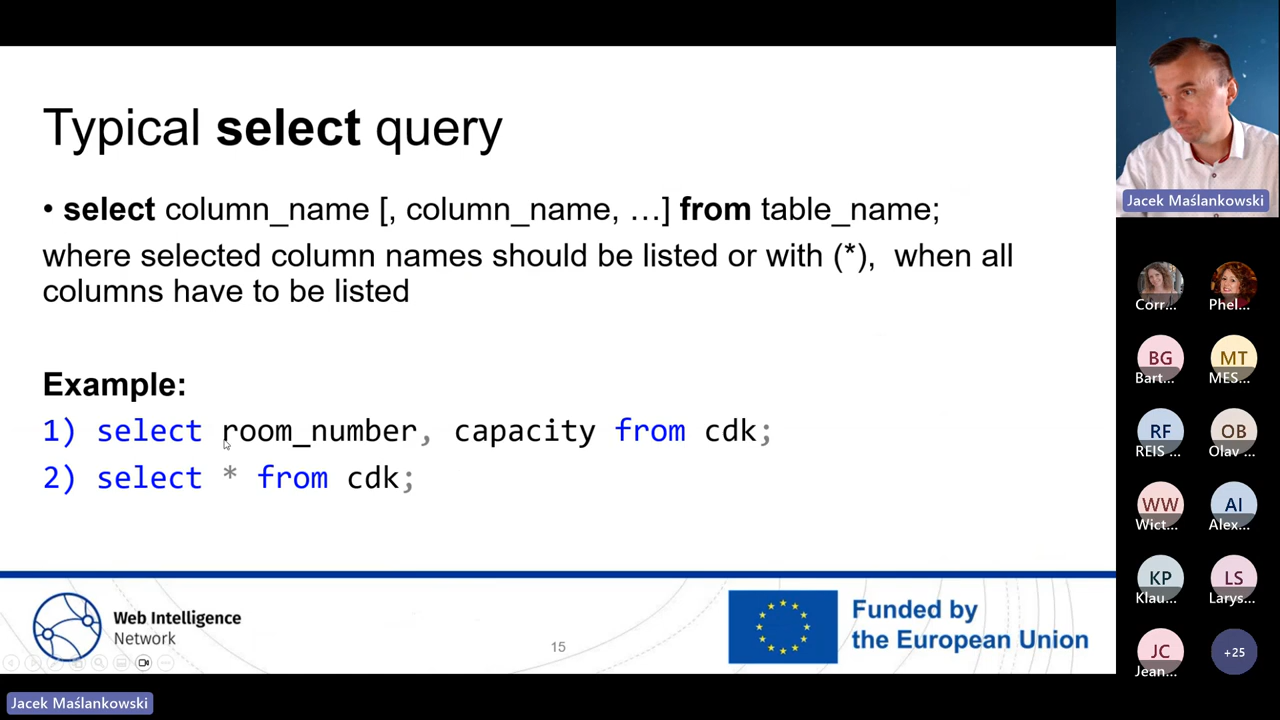 Typical select query
• select column_name [, column_name, …] from table_name;
where selected column names should be listed or with (*), when all
columns have to be listed
Example:
1) select room_number, capacity from cdk;
2) select * from cdk;
Web Intelligence
Network
15
Funded by
the European Union
Jacek Maślankowski
Jacek Maślankowski
Corr...
Phel...
BG
Bart...
MT
MES...
RF
REIS ...
OB
Olav ...
WW
Wict...
AI
Alex...
KP
Klau...
LS
Larys...
JC
Jean...
+25